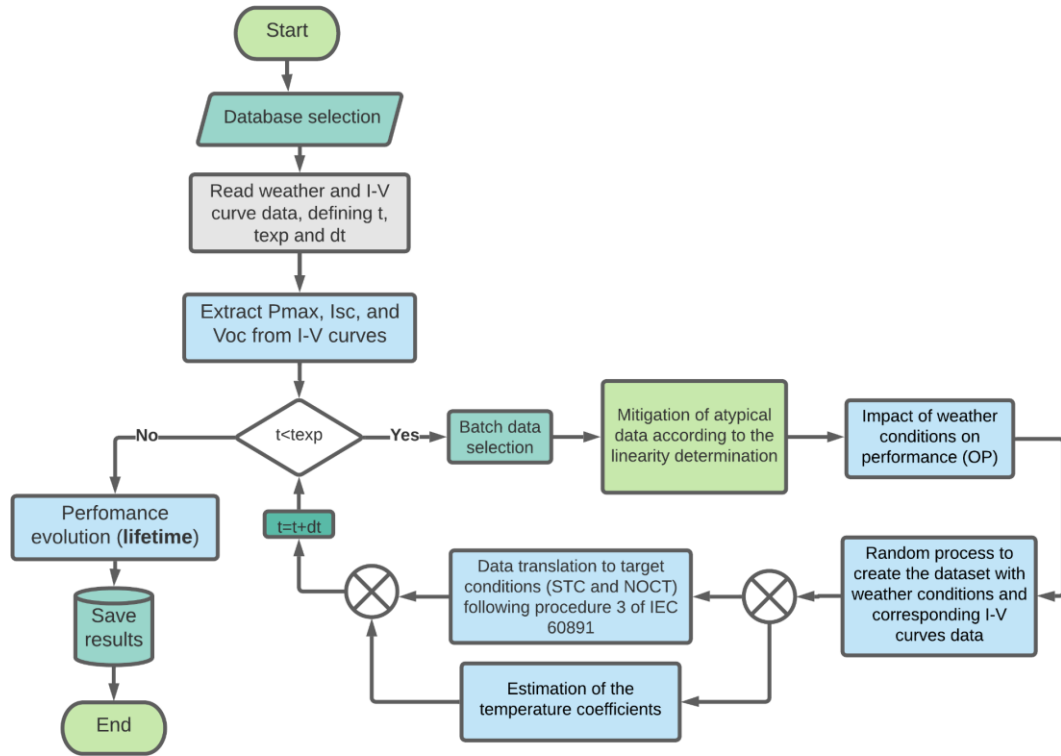 Start
Database selection
Read weather and I-V
curve data, defining t,
texp and dt
Extract Pmax, Isc, and
Voc from I-V curves
t<texp
No
Yes
Batch data
selection
Mitigation of atypical
data according to the
linearity determination
Impact of weather
conditions on
performance (OP)
Random process to
create the dataset with
weather conditions and
corresponding I-V
curves data
Data translation to target
conditions (STC and NOCT)
following procedure 3 of IEC
60891
Estimation of the
temperature coefficients
t=t+dt
Perfomance
evolution (lifetime)
Save
results
End